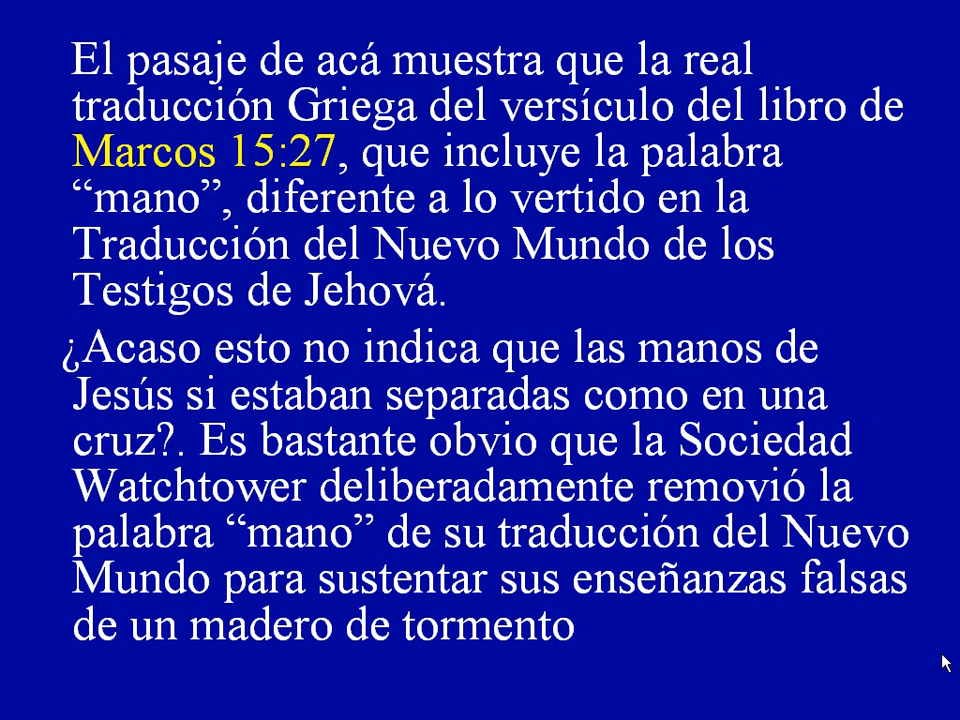 El pasaje de acá muestra que la real
traducción Griega del versículo del libro de
Marcos 15:27, que incluye la palabra
“mano”, diferente a lo vertido en la
Traducción del Nuevo Mundo de los
Testigos de Jehová.
¿Acaso esto no indica que las manos de
Jesús si estaban separadas como en una
cruz?. Es bastante obvio que la Sociedad
Watchtower deliberadamente removió la
palabra “mano” de su traducción del Nuevo
Mundo para sustentar sus enseñanzas falsas
de un madero de tormento